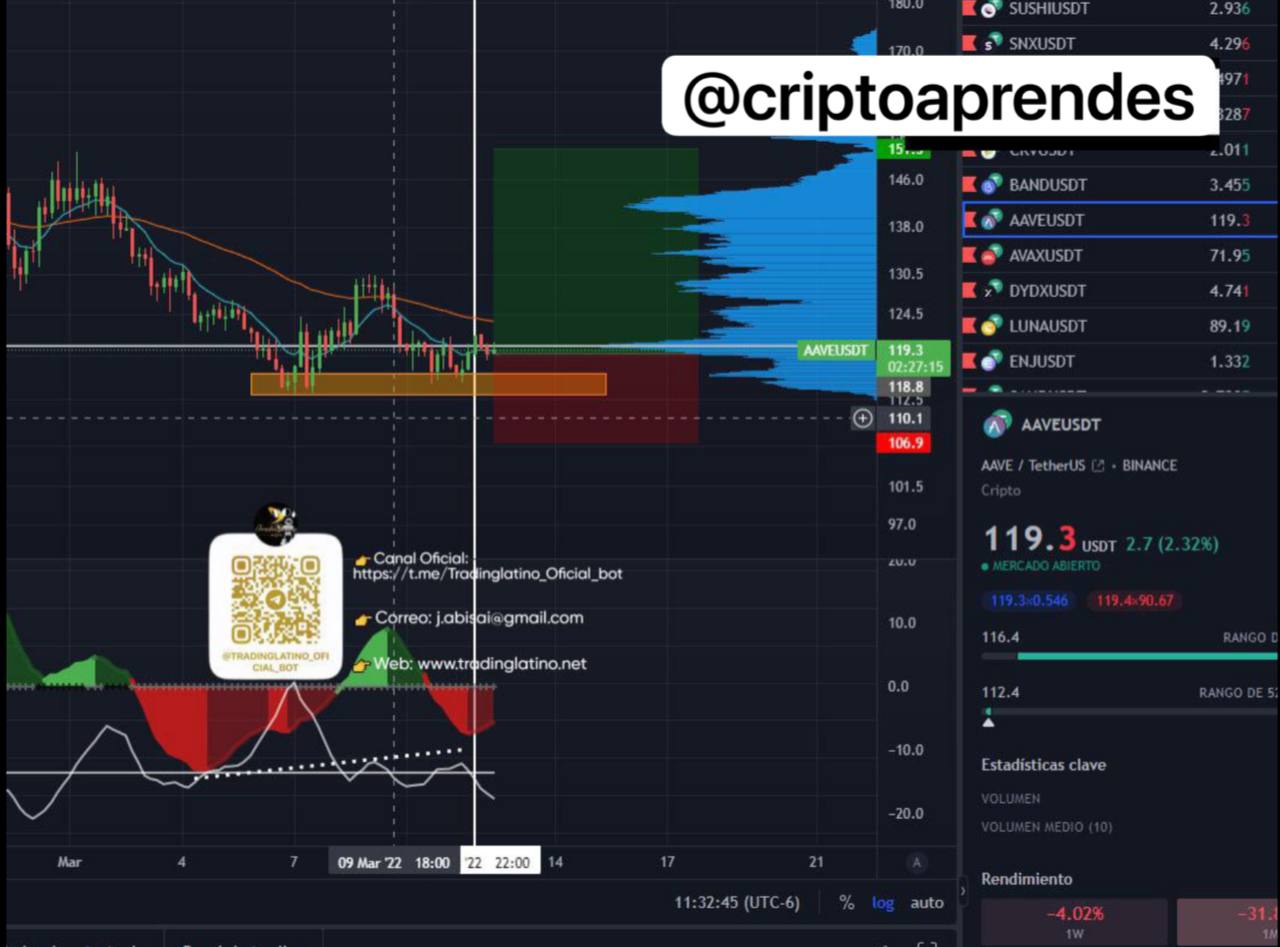 180.0
170.0
@criptoaprendes
151.3
146.0
138.0
130.5
124.5
AAVEUSDT
119.3
02:27:15
118.8
112.5
110.1
106.9
101.5
97.0
20.0
10.0
0.0
−10.0
−20.0
👉 Canal Oficial:
https://t.me/Tradinglatino_Oficial_bot
👉 Correo: j.abisai@gmail.com
👉 Web: www.tradinglatino.net
@TRADINGLATINO_OFI
CIAL_BOT
Mar 4 7 09 Mar '22 18:00 '22 22:00 14 17 21 A
11:32:45 (UTC-6) % log auto
SUSHIUSDT 2.936
SNXUSDT 4.296
4971
3287
CRVUSDT 2.011
BANDUSDT 3.455
AAVEUSDT 119.3
AVAXUSDT 71.95
DYDXUSDT 4.741
LUNAUSDT 89.19
ENJUSDT 1.332
AAVEUSDT
AAVE / TetherUS • BINANCE
Cripto
119.3 USDT 2.7 (2.32%)
MERCADO ABIERTO
119.3×0.546 119.4×90.67
116.4 RANGO D
112.4 RANGO DE 52
Estadísticas clave
VOLUMEN
VOLUMEN MEDIO (10)
Rendimiento
−4.02% −31.
1W 1M